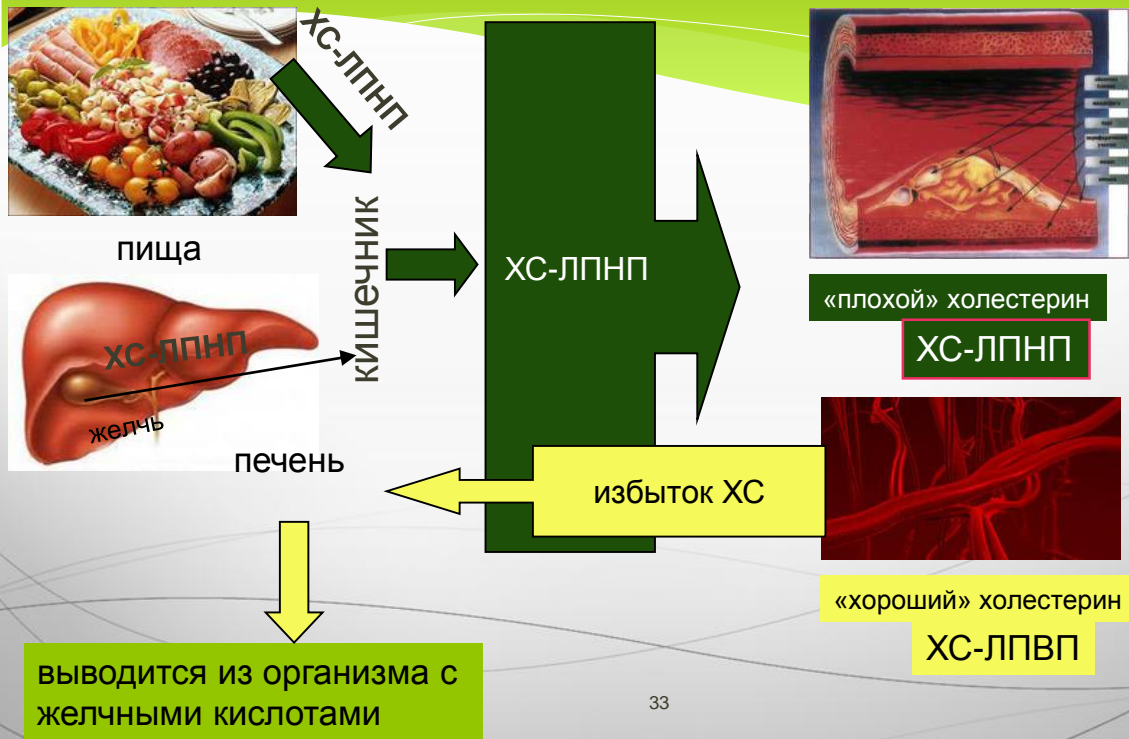 ХС-ЛПНП
пища
кишечник
ХС-ЛПНП
ХС-ЛПНП
желчь
печень
«плохой» холестерин
ХС-ЛПНП
избыток ХС
«хороший» холестерин
ХС-ЛПВП
выводится из организма с
желчными кислотами
33